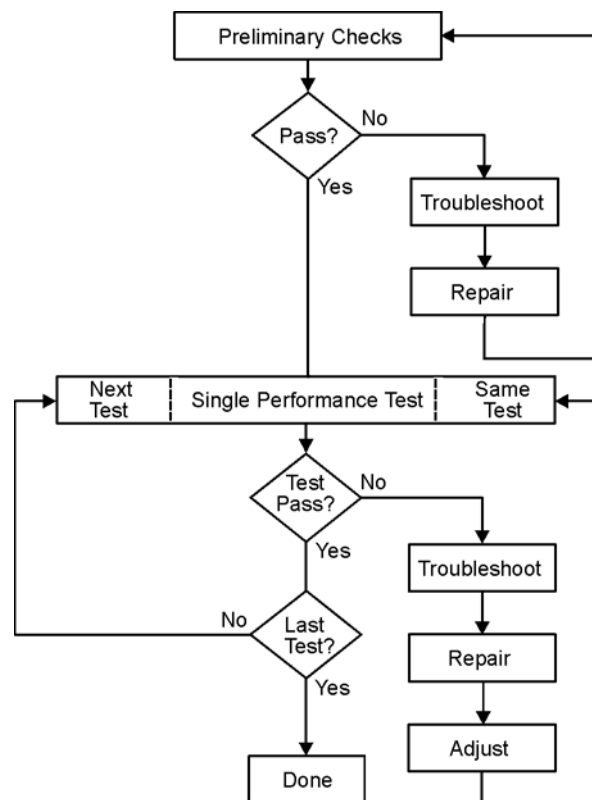 Preliminary Checks
Pass?
No
Yes
Troubleshoot
Repair
Next
Test
Single Performance Test
Same
Test
Test
Pass?
No
Yes
Troubleshoot
No
Last
Test?
Repair
Yes
Adjust
Done